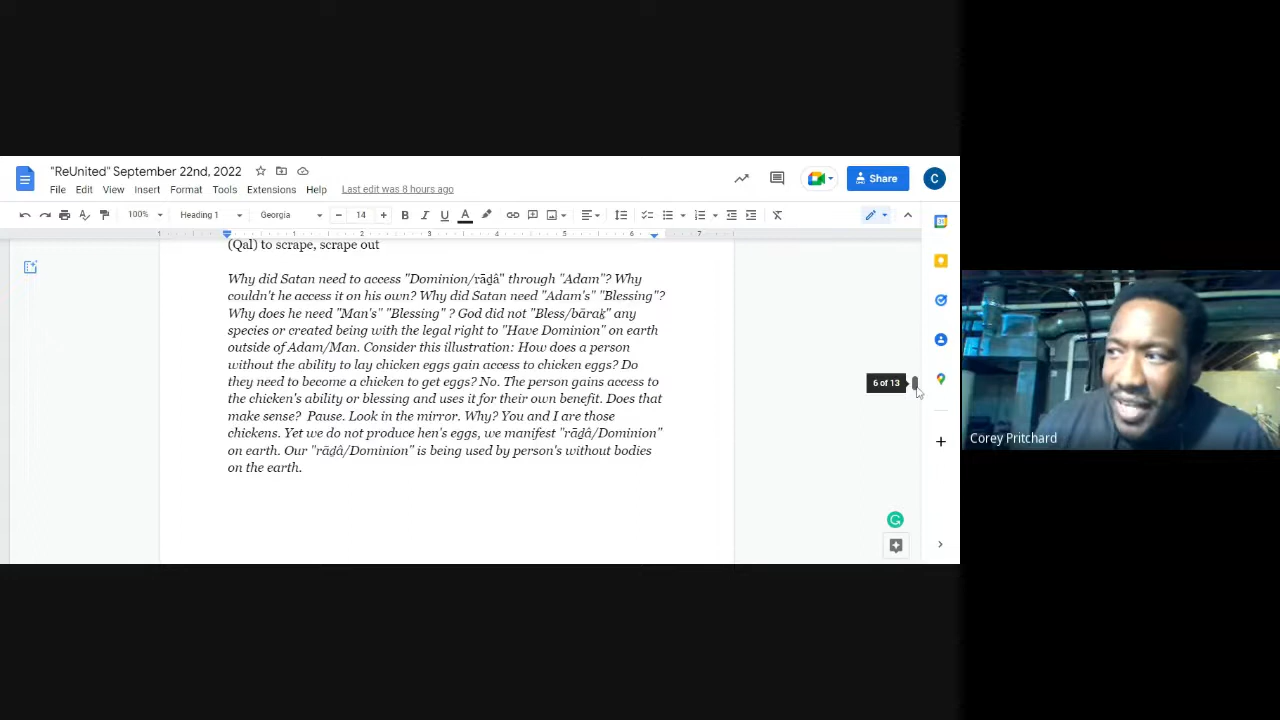 "ReUnited" September 22nd, 2022
File Edit View Insert Format Tools Extensions Help Last edit was 8 hours ago
Share
C
100% Heading 1 Georgia 14 B I U A
1 1 2 3 4 5 6 7
31
(Qal) to scrape, scrape out
Why did Satan need to access "Dominion/rāḏâ" through "Adam"? Why
couldn't he access it on his own? Why did Satan need "Adam's" "Blessing"?
Why does he need "Man's" "Blessing" ? God did not "Bless/bāraḵ" any
species or created being with the legal right to "Have Dominion" on earth
outside of Adam/Man. Consider this illustration: How does a person
without the ability to lay chicken eggs gain access to chicken eggs? Do
they need to become a chicken to get eggs? No. The person gains access to
the chicken's ability or blessing and uses it for their own benefit. Does that
make sense? Pause. Look in the mirror. Why? You and I are those
chickens. Yet we do not produce hen's eggs, we manifest "rāḏâ/Dominion"
on earth. Our "rāḏâ/Dominion" is being used by person's without bodies
on the earth.
6 of 13
Corey Pritchard